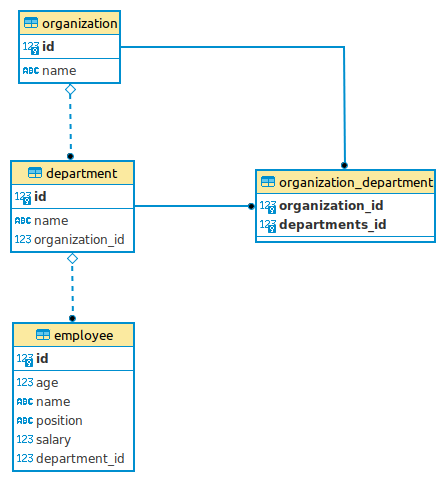 organization
123 id
ABC name
department
123 id
ABC name
123 organization_id
organization_department
123 organization_id
123 departments_id
employee
123 id
123 age
ABC name
ABC position
123 salary
123 department_id